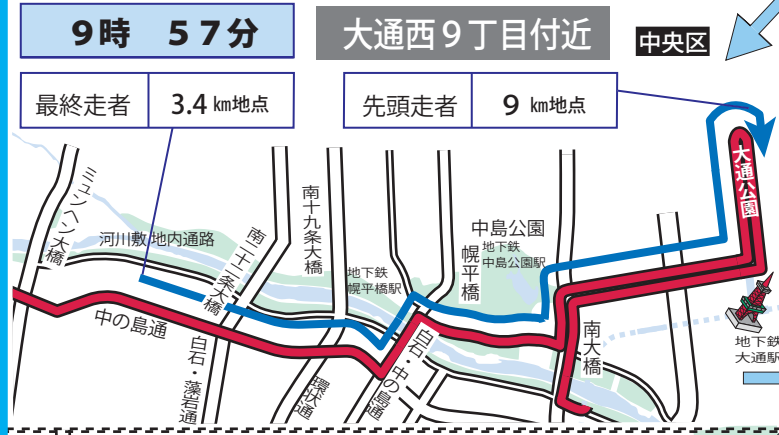 9時 57分
大通西9丁目付近
中央区
最終走者 3.4 km地点
先頭走者 9 km地点
大通公園
ミュンヘン大橋
河川敷地内通路
南二十二条大橋
南十九条大橋
地下鉄
幌平橋駅
幌平橋
中島公園
地下鉄
中島公園駅
中の島通
白石・藻岩通
環状通
白石・中の島通
南大橋
地下鉄
大通駅